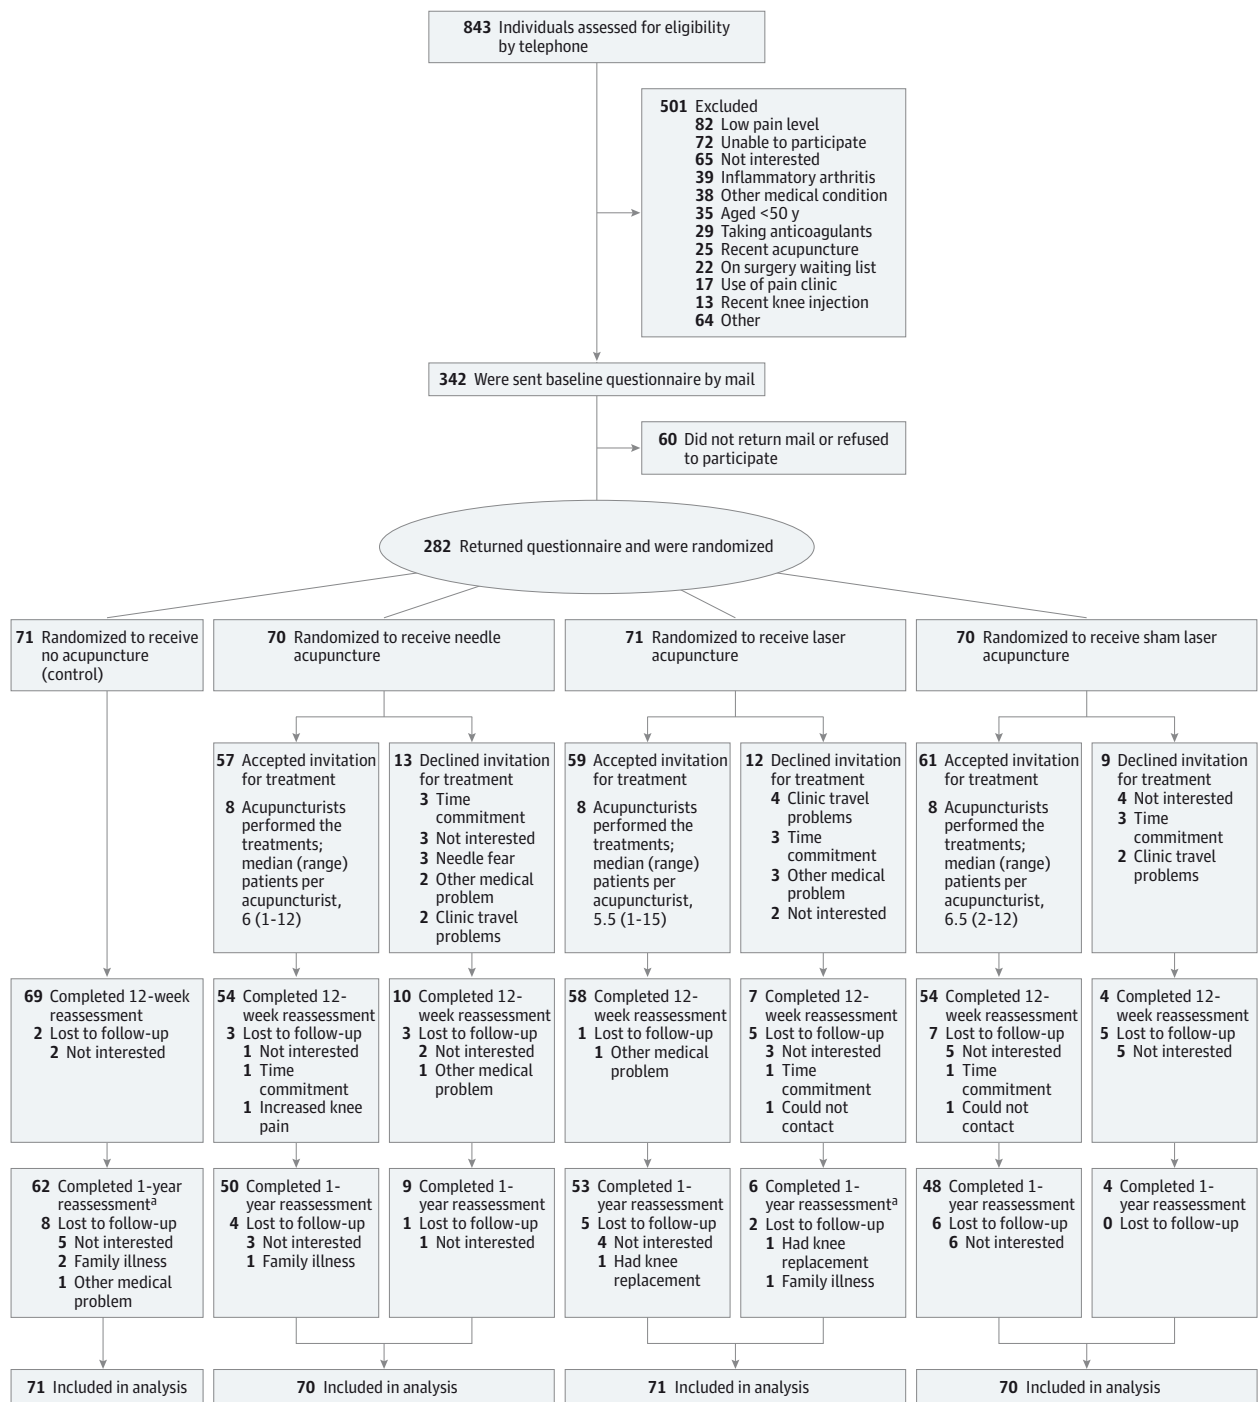 843 Individuals assessed for eligibility
by telephone
501 Excluded
82 Low pain level
72 Unable to participate
65 Not interested
39 Inflammatory arthritis
38 Other medical condition
35 Aged <50 y
29 Taking anticoagulants
25 Recent acupuncture
22 On surgery waiting list
17 Use of pain clinic
13 Recent knee injection
64 Other
342 Were sent baseline questionnaire by mail
60 Did not return mail or refused
to participate
282 Returned questionnaire and were randomized
71 Randomized to receive
no acupuncture
(control)
70 Randomized to receive needle
acupuncture
71 Randomized to receive laser
acupuncture
70 Randomized to receive sham laser
acupuncture
57 Accepted invitation
for treatment
8 Acupuncturists
performed the
treatments;
median (range)
patients per
acupuncturist,
6 (1-12)
13 Declined invitation
for treatment
3 Time
commitment
3 Not interested
3 Needle fear
2 Other medical
problem
2 Clinic travel
problems
59 Accepted invitation
for treatment
8 Acupuncturists
performed the
treatments;
median (range)
patients per
acupuncturist,
5.5 (1-15)
12 Declined invitation
for treatment
4 Clinic travel
problems
3 Time
commitment
3 Other medical
problem
2 Not interested
61 Accepted invitation
for treatment
8 Acupuncturists
performed the
treatments;
median (range)
patients per
acupuncturist,
6.5 (2-12)
9 Declined invitation
for treatment
4 Not interested
3 Time
commitment
2 Clinic travel
problems
69 Completed 12-week
reassessment
2 Lost to follow-up
2 Not interested
54 Completed 12-
week reassessment
3 Lost to follow-up
1 Not interested
1 Time
commitment
1 Increased knee
pain
10 Completed 12-
week reassessment
3 Lost to follow-up
2 Not interested
1 Other medical
problem
58 Completed 12-
week reassessment
1 Lost to follow-up
1 Other medical
problem
7 Completed 12-
week reassessment
5 Lost to follow-up
3 Not interested
1 Time
commitment
1 Could not
contact
54 Completed 12-
week reassessment
7 Lost to follow-up
5 Not interested
1 Time
commitment
1 Could not
contact
4 Completed 12-
week reassessment
5 Lost to follow-up
5 Not interested
62 Completed 1-year
reassessmentᵃ
8 Lost to follow-up
5 Not interested
2 Family illness
1 Other medical
problem
50 Completed 1-
year reassessment
4 Lost to follow-up
3 Not interested
1 Family illness
9 Completed 1-
year reassessment
1 Lost to follow-up
1 Not interested
53 Completed 1-
year reassessment
5 Lost to follow-up
4 Not interested
1 Had knee
replacement
6 Completed 1-
year reassessmentᵃ
2 Lost to follow-up
1 Had knee
replacement
1 Family illness
48 Completed 1-
year reassessment
6 Lost to follow-up
6 Not interested
4 Completed 1-
year reassessment
0 Lost to follow-up
71 Included in analysis
70 Included in analysis
71 Included in analysis
70 Included in analysis